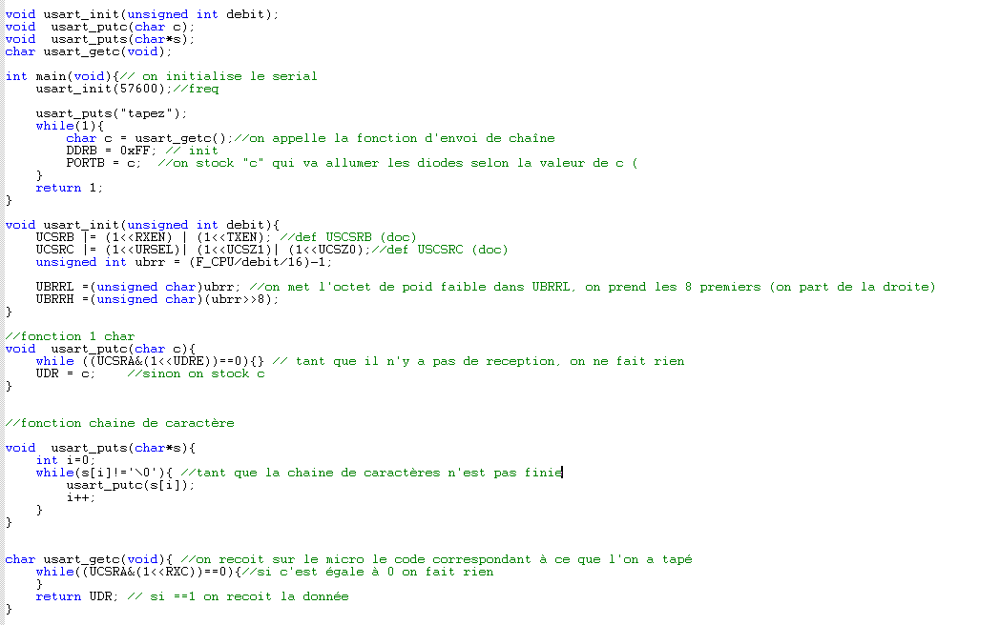 void usart_init(unsigned int debit);
void  usart_putc(char c);
void  usart_puts(char*s);
char usart_getc(void);
int main(void){// on initialise le serial
    usart_init(57600);//freq
    usart_puts("tapez");
    while(1){
        char c = usart_getc();//on appelle la fonction d'envoi de chaîne
        DDRB = 0xFF; // init
        PORTB = c;  //on stock "c" qui va allumer les diodes selon la valeur de c (
    }
    return 1;
}
void usart_init(unsigned int debit){
    UCSRB |= (1<<RXEN) | (1<<TXEN); //def USCSRB (doc)
    UCSRC |= (1<<URSEL)| (1<<UCSZ1)| (1<<UCSZ0);//def USCSRC (doc)
    unsigned int ubrr = (F_CPU/debit/16)-1;
    UBRRL =(unsigned char)ubrr; //on met l'octet de poid faible dans UBRRL, on prend les 8 premiers (on part de la droite)
    UBRRH =(unsigned char)(ubrr>>8);
}
//fonction 1 char
void  usart_putc(char c){
    while ((UCSRA&(1<<UDRE))==0){} // tant que il n'y a pas de reception, on ne fait rien
    UDR = c;    //sinon on stock c
}
//fonction chaine de caractère
void  usart_puts(char*s){
    int i=0;
    while(s[i]!='\0'){ //tant que la chaine de caractères n'est pas finie
        usart_putc(s[i]);
        i++;
    }
}
char usart_getc(void){ //on recoit sur le micro le code correspondant à ce que l'on a tapé
    while((UCSRA&(1<<RXC))==0){//si c'est égale à 0 on fait rien
    }
    return UDR; // si ==1 on recoit la donnée
}